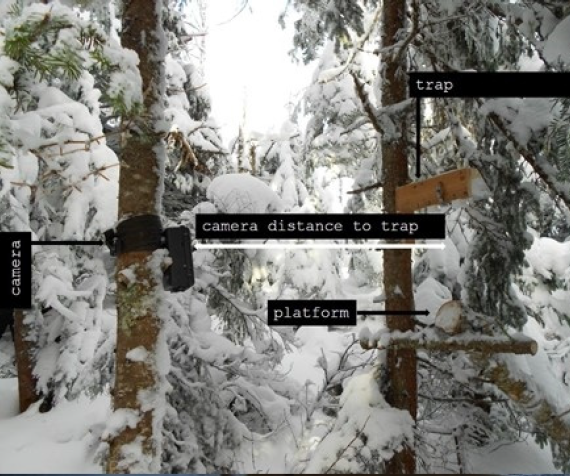 trap
camera distance to trap
camera
platform